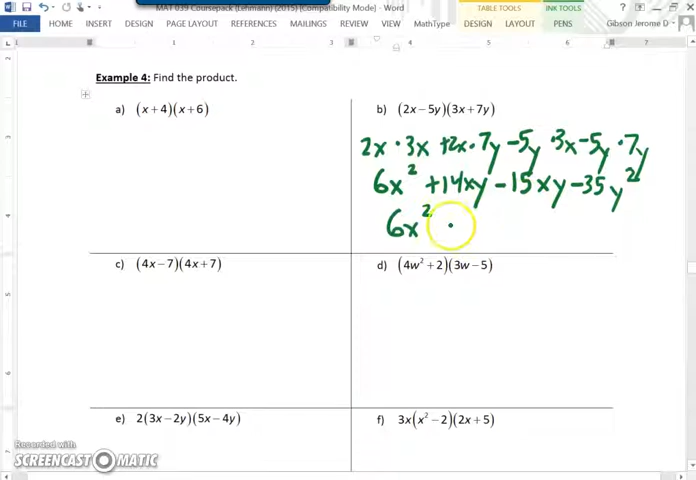 MAT 039 Coursepack (Lehmann) (2015) [Compatibility Mode] - Word
TABLE TOOLS
INK TOOLS
FILE HOME INSERT DESIGN PAGE LAYOUT REFERENCES MAILINGS REVIEW VIEW MathType DESIGN LAYOUT PENS Gibson Jerome D
Example 4: Find the product.
a) (x+4)(x+6)
b) (2x−5y)(3x+7y)
2x · 3x +2x · 7y −5y · 3x −5y · 7y
6x² +14xy −15xy −35y²
6x²
c) (4x−7)(4x+7)
d) (4w²+2)(3w−5)
e) 2(3x−2y)(5x−4y)
f) 3x(x²−2)(2x+5)
Recorded with
SCREENCAST MATIC